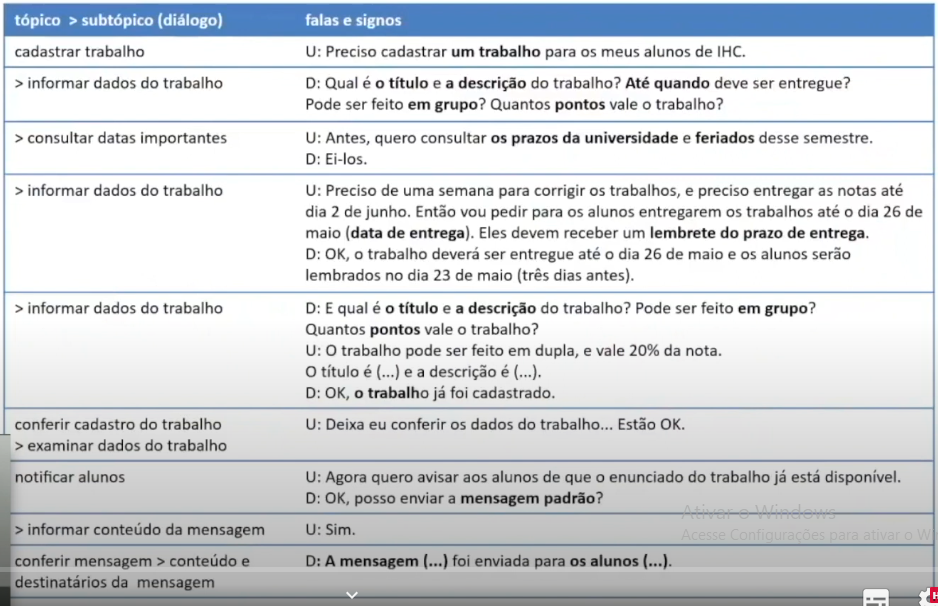 tópico > subtópico (diálogo)
falas e signos
cadastrar trabalho
U: Preciso cadastrar um trabalho para os meus alunos de IHC.
> informar dados do trabalho
D: Qual é o título e a descrição do trabalho? Até quando deve ser entregue?
Pode ser feito em grupo? Quantos pontos vale o trabalho?
> consultar datas importantes
U: Antes, quero consultar os prazos da universidade e feriados desse semestre.
D: Ei-los.
> informar dados do trabalho
U: Preciso de uma semana para corrigir os trabalhos, e preciso entregar as notas até
dia 2 de junho. Então vou pedir para os alunos entregarem os trabalhos até o dia 26 de
maio (data de entrega). Eles devem receber um lembrete do prazo de entrega.
D: OK, o trabalho deverá ser entregue até o dia 26 de maio e os alunos serão
lembrados no dia 23 de maio (três dias antes).
> informar dados do trabalho
D: E qual é o título e a descrição do trabalho? Pode ser feito em grupo?
Quantos pontos vale o trabalho?
U: O trabalho pode ser feito em dupla, e vale 20% da nota.
O título é (...) e a descrição é (...).
D: OK, o trabalho já foi cadastrado.
conferir cadastro do trabalho
> examinar dados do trabalho
U: Deixa eu conferir os dados do trabalho... Estão OK.
notificar alunos
U: Agora quero avisar aos alunos de que o enunciado do trabalho já está disponível.
D: OK, posso enviar a mensagem padrão?
> informar conteúdo da mensagem
U: Sim.
conferir mensagem > conteúdo e
destinatários da mensagem
D: A mensagem (...) foi enviada para os alunos (...).
Ativar o Windows
Acesse Configurações para ativar o W
H